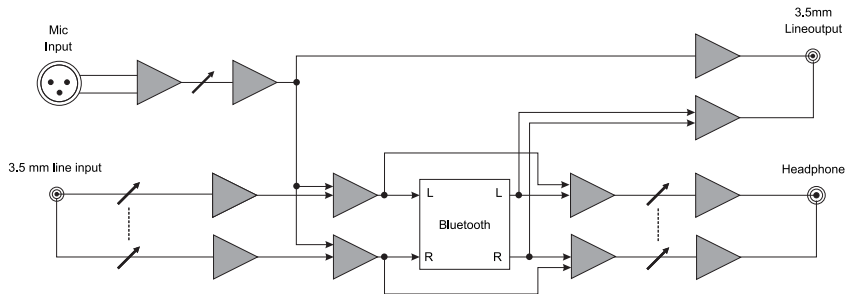 Mic
Input
3.5mm
Lineoutput
3.5 mm line input
Headphone
L
L
Bluetooth
R
R